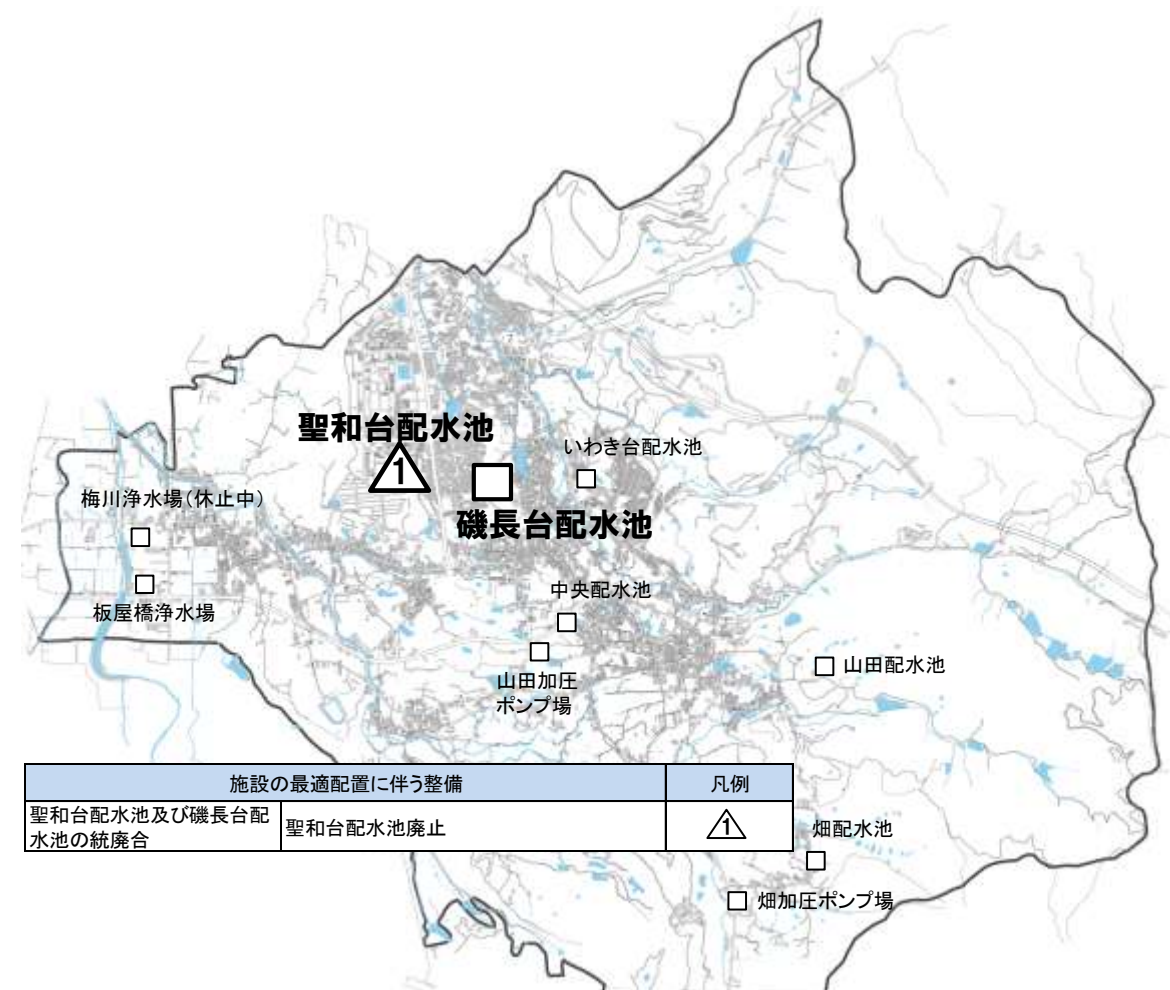 聖和台配水池
1
いわき台配水池
梅川浄水場(休止中)
磯長台配水池
中央配水池
板屋橋浄水場
山田配水池
山田加圧
ポンプ場
施設の最適配置に伴う整備
凡例
聖和台配水池及び磯長台配
水池の統廃合
聖和台配水池廃止
1
畑配水池
畑加圧ポンプ場